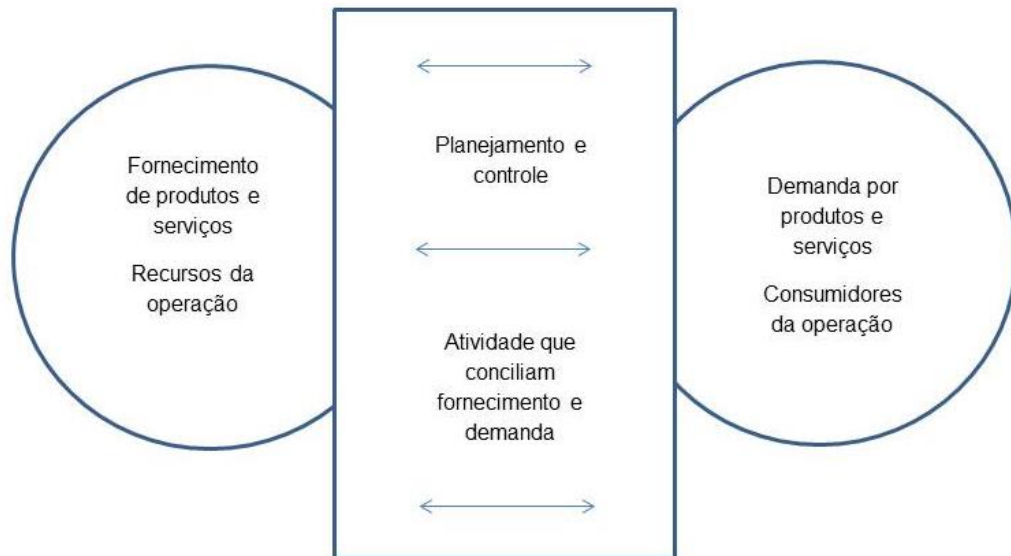 Fornecimento
de produtos e
serviços
Recursos da
operação
Planejamento e
controle
Atividade que
conciliam
fornecimento e
demanda
Demanda por
produtos e
serviços
Consumidores
da operação